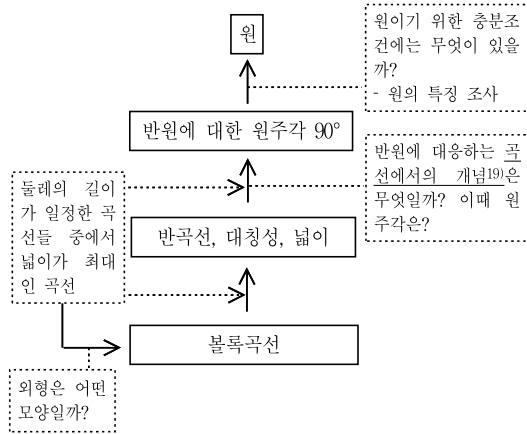 원
원이기 위한 충분조
건에는 무엇이 있을
까?
- 원의 특징 조사
반원에 대한 원주각 90°
반원에 대응하는 곡
선에서의 개념19)은
무엇일까? 이때 원
주각은?
둘레의 길이
가 일정한 곡
선들 중에서
넓이가 최대
인 곡선
반곡선, 대칭성, 넓이
볼록곡선
외형은 어떤
모양일까?